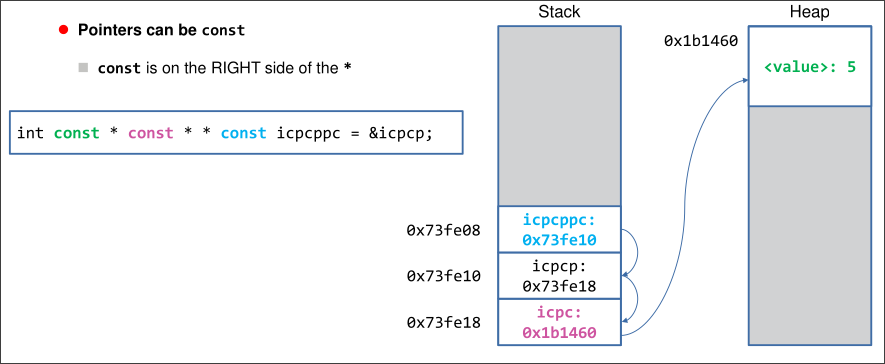 Pointers can be const
const is on the RIGHT side of the *
int const * const * * const icpcppc = &icpcp;
Stack
Heap
0x1b1460
<value>: 5
0x73fe08
icpcppc:
0x73fe10
0x73fe10
icpcp:
0x73fe18
0x73fe18
icpc:
0x1b1460